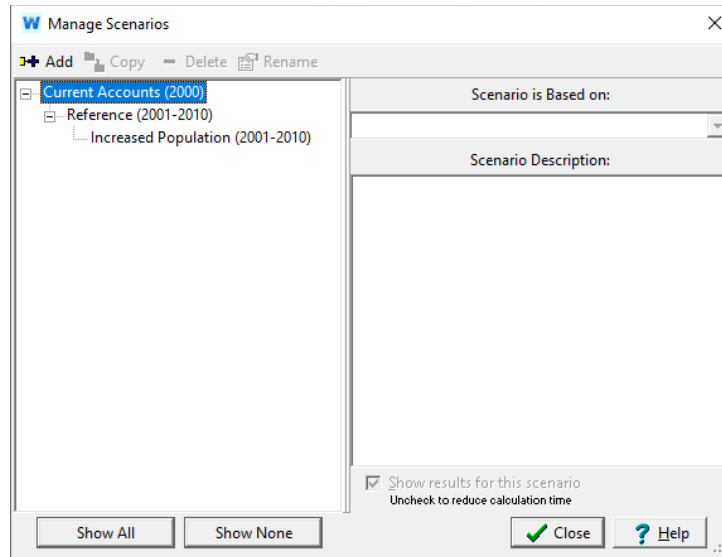 W Manage Scenarios
Add Copy Delete Rename
Current Accounts (2000)
Reference (2001-2010)
Increased Population (2001-2010)
Scenario is Based on:
Scenario Description:
Show results for this scenario
Uncheck to reduce calculation time
Show All Show None Close ? Help